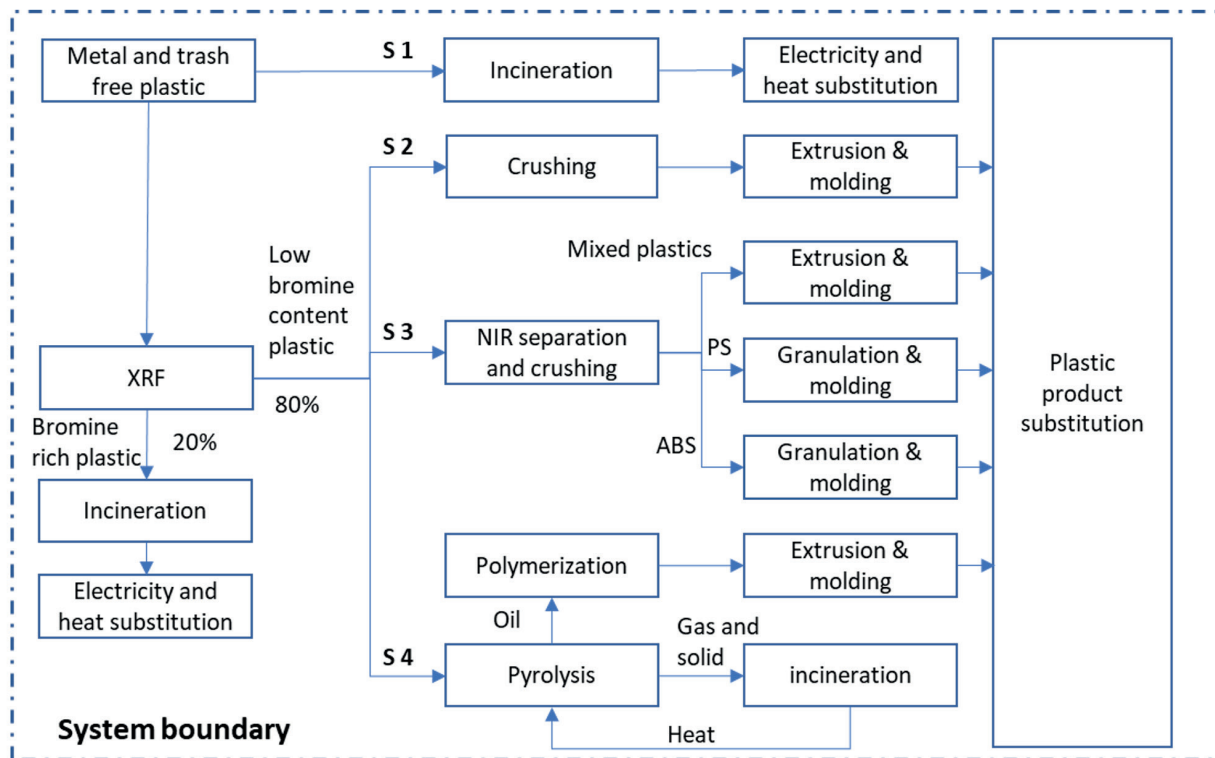 Metal and trash
free plastic
S 1
Incineration
Electricity and
heat substitution
S 2
Crushing
Extrusion &
molding
Low
bromine
content
plastic
Mixed plastics
Extrusion &
molding
S 3
NIR separation
and crushing
PS
Granulation &
molding
XRF
80%
Plastic
product
substitution
Bromine
rich plastic
20%
ABS
Granulation &
molding
Incineration
Electricity and
heat substitution
Polymerization
Extrusion &
molding
Oil
S 4
Pyrolysis
Gas and
solid
incineration
Heat
System boundary